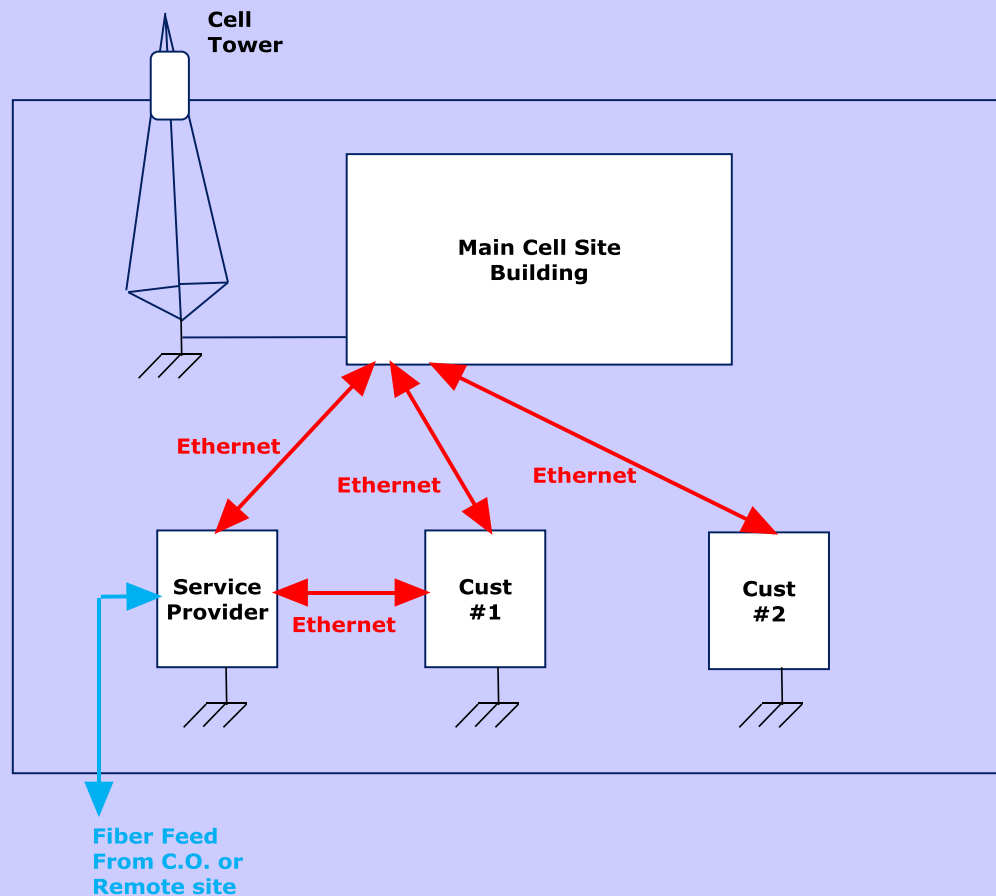 Cell
Tower
Main Cell Site
Building
Ethernet
Ethernet
Ethernet
Service
Provider
Ethernet
Cust
#1
Cust
#2
Fiber Feed
From C.O. or
Remote site